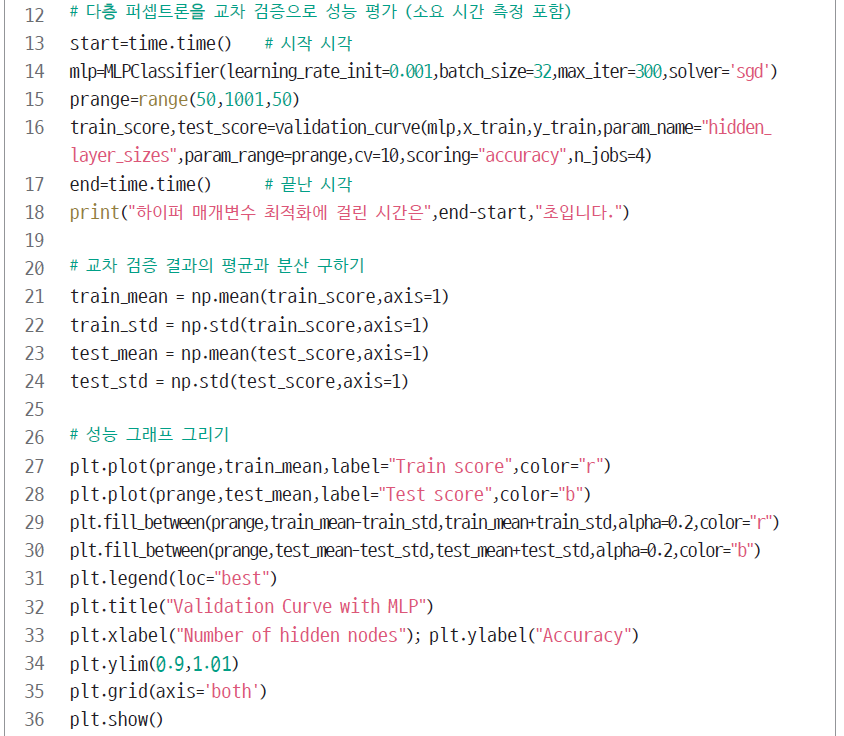 12 # 다층 퍼셉트론을 교차 검증으로 성능 평가 (소요 시간 측정 포함)
13 start=time.time() # 시작 시각
14 mlp=MLPClassifier(learning_rate_init=0.001,batch_size=32,max_iter=300,solver='sgd')
15 prange=range(50,1001,50)
16 train_score,test_score=validation_curve(mlp,x_train,y_train,param_name="hidden_
layer_sizes",param_range=prange,cv=10,scoring="accuracy",n_jobs=4)
17 end=time.time() # 끝난 시각
18 print("하이퍼 매개변수 최적화에 걸린 시간은",end-start,"초입니다.")
19
20 # 교차 검증 결과의 평균과 분산 구하기
21 train_mean = np.mean(train_score,axis=1)
22 train_std = np.std(train_score,axis=1)
23 test_mean = np.mean(test_score,axis=1)
24 test_std = np.std(test_score,axis=1)
25
26 # 성능 그래프 그리기
27 plt.plot(prange,train_mean,label="Train score",color="r")
28 plt.plot(prange,test_mean,label="Test score",color="b")
29 plt.fill_between(prange,train_mean-train_std,train_mean+train_std,alpha=0.2,color="r")
30 plt.fill_between(prange,test_mean-test_std,test_mean+test_std,alpha=0.2,color="b")
31 plt.legend(loc="best")
32 plt.title("Validation Curve with MLP")
33 plt.xlabel("Number of hidden nodes"); plt.ylabel("Accuracy")
34 plt.ylim(0.9,1.01)
35 plt.grid(axis='both')
36 plt.show()